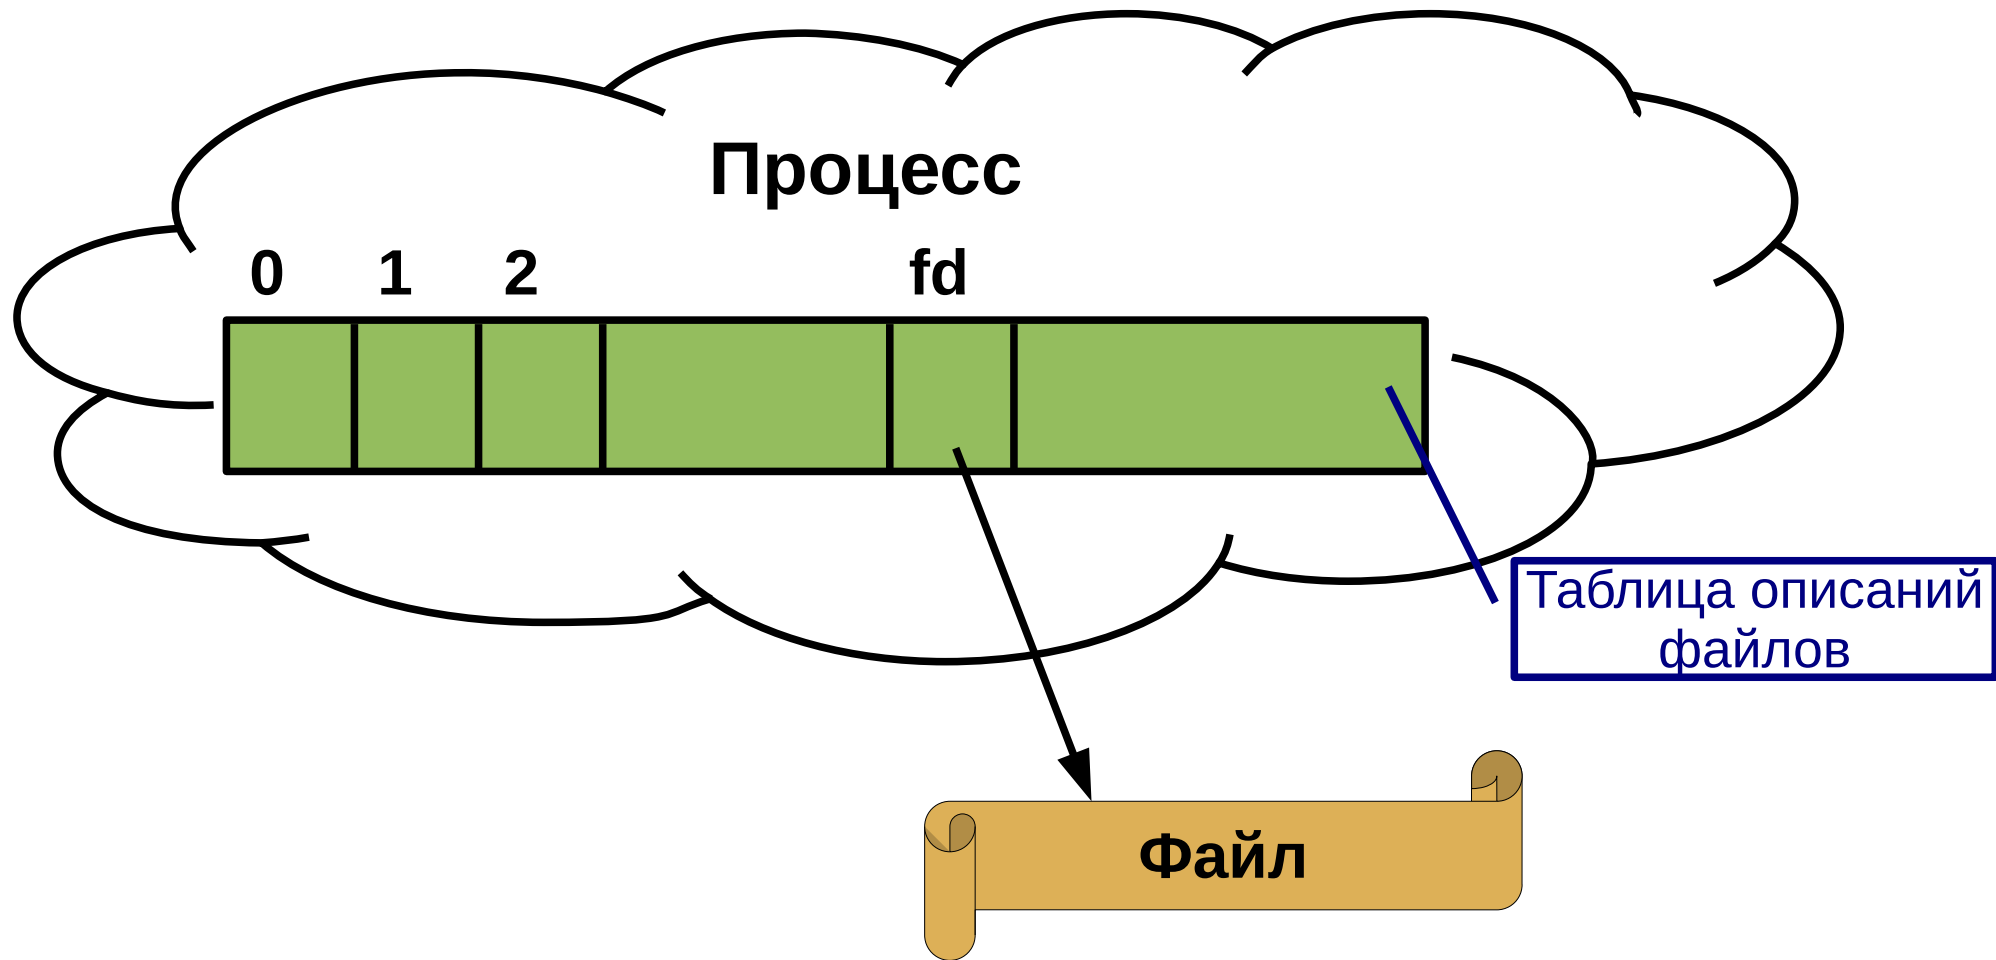 Процесс
0 1 2 fd
Таблица описаний
файлов
Файл